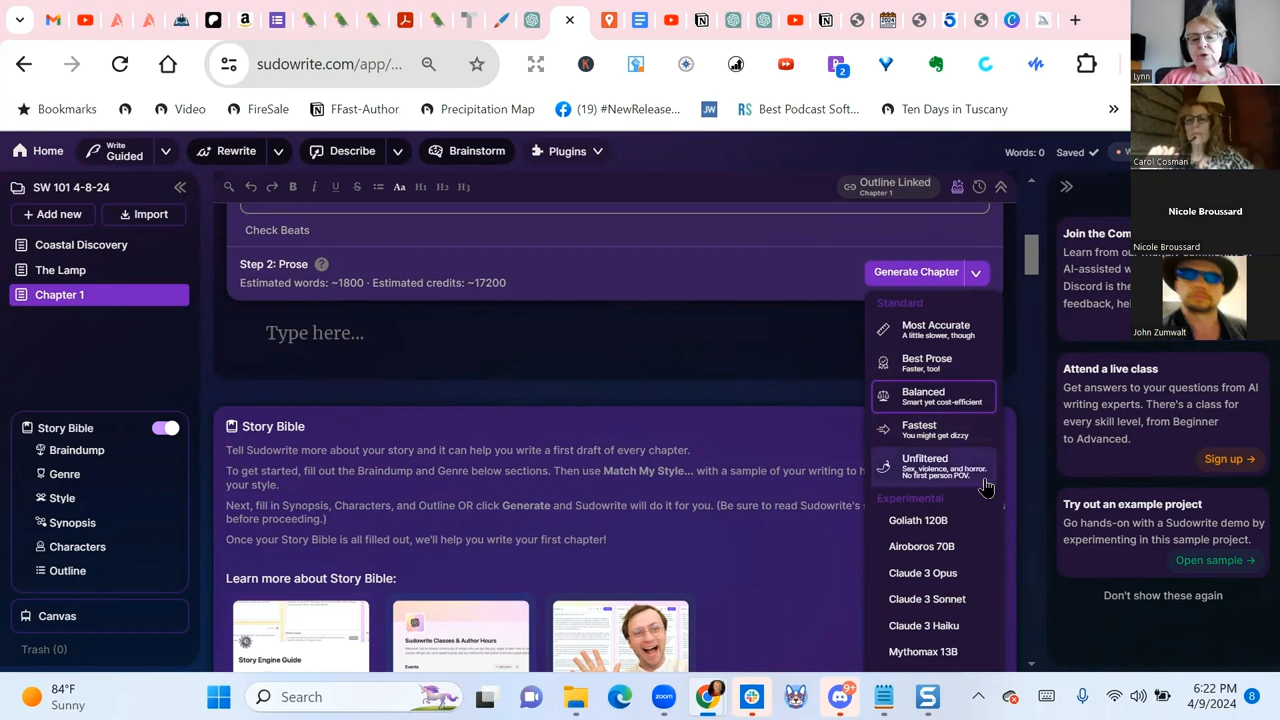 sudowrite.com/app/...
2
Lynn
Bookmarks
Video
FireSale
FFast-Author
Precipitation Map
(19) #NewRelease...
JW
RS
Best Podcast Soft...
Ten Days in Tuscany
»
Home
Write
Guided
Rewrite
Describe
Brainstorm
Plugins
Words: 0
Saved
Carol Cosman
SW 101 4-8-24
B
i
U
S
Aa
H1
H2
H3
Outline Linked
Chapter 1
+ Add new
Import
Coastal Discovery
The Lamp
Chapter 1
Check Beats
Step 2: Prose
?
Estimated words: ~1800 · Estimated credits: ~17200
Generate Chapter
Type here...
Standard
Most Accurate
A little slower, though
Best Prose
Faster, too!
Balanced
Smart yet cost-efficient
Fastest
You might get dizzy
Unfiltered
Sex, violence, and horror.
No first person POV.
Experimental
Goliath 120B
Airoboros 70B
Claude 3 Opus
Claude 3 Sonnet
Claude 3 Haiku
Mythomax 13B
Nicole Broussard
Nicole Broussard
John Zumwalt
Join the Com
Learn from ou
AI-assisted w
Discord is the
feedback, hel
Attend a live class
Get answers to your questions from AI
writing experts. There's a class
for every skill level, from Beginner
to Advanced.
Sign up →
Try out an example project
Go hands-on with a Sudowrite demo by
experimenting in this sample project.
Open sample →
Don't show these again
Story Bible
Braindump
Genre
Style
Synopsis
Characters
Outline
Canvas
Trash (0)
Story Bible
Tell Sudowrite more about your story and it can help you write a first draft of every chapter.
To get started, fill out the Braindump and Genre below sections. Then use Match My Style... with a sample of your writing to h
your style.
Next, fill in Synopsis, Characters, and Outline OR click Generate and Sudowrite will do it for you. (Be sure to read Sudowrite's
before proceeding.)
Once your Story Bible is all filled out, we'll help you write your first chapter!
Learn more about Story Bible:
Story Engine Guide
Sudowrite Classes & Author Hours
Events
84°F
Sunny
Search
zoom
9+
6:22 PM
4/9/2024
8